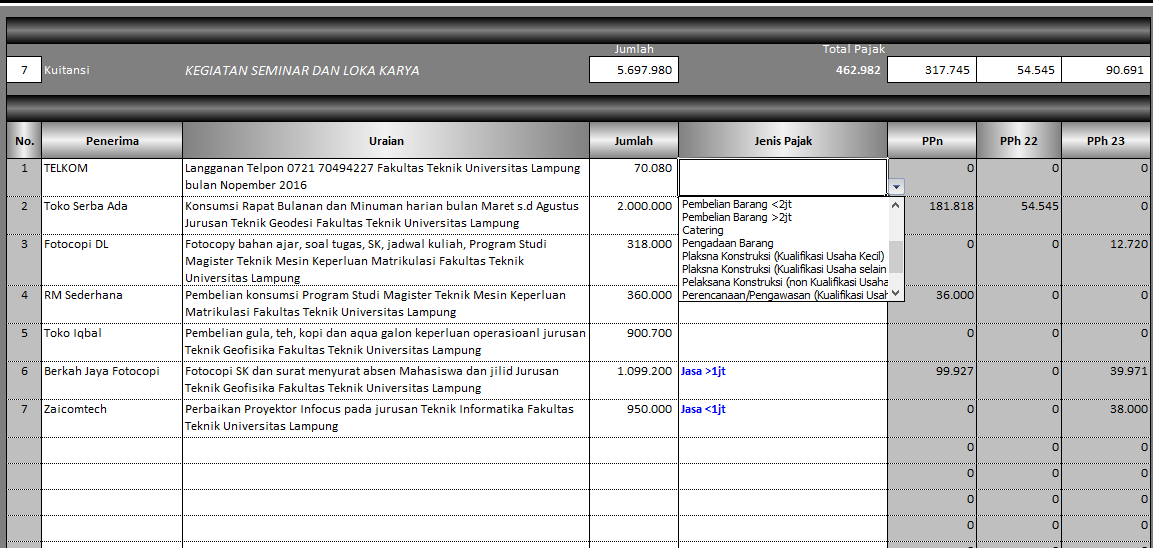 Jumlah Total Pajak
7 Kuitansi KEGIATAN SEMINAR DAN LOKA KARYA 5.697.980 462.982 317.745 54.545 90.691
No. Penerima Uraian Jumlah Jenis Pajak PPn PPh 22 PPh 23
1 TELKOM Langganan Telpon 0721 70494227 Fakultas Teknik Universitas Lampung 70.080 0 0 0
bulan Nopember 2016
2 Toko Serba Ada Konsumsi Rapat Bulanan dan Minuman harian bulan Maret s.d Agustus 2.000.000 Pembelian Barang <2jt 181.818 54.545 0
Jurusan Teknik Geodesi Fakultas Teknik Universitas Lampung Pembelian Barang >2jt
Catering
3 Fotocopi DL Fotocopy bahan ajar, soal tugas, SK, jadwal kuliah, Program Studi 318.000 Pengadaan Barang 0 0 12.720
Magister Teknik Mesin Keperluan Matrikulasi Fakultas Teknik Plaksna Konstruksi (Kualifikasi Usaha Kecil)
Plaksna Konstruksi (Kualifikasi Usaha selain
Universitas Lampung Pelaksana Konstruksi (non Kualifikasi Usaha
4 RM Sederhana Pembelian konsumsi Program Studi Magister Teknik Mesin Keperluan 360.000 Perencanaan/Pengawasan (Kualifikasi Usah 36.000 0 0
Matrikulasi Fakultas Teknik Universitas Lampung
5 Toko Iqbal Pembelian gula, teh, kopi dan aqua galon keperluan operasioanl jurusan 900.700 0 0 0
Teknik Geofisika Fakultas Teknik Universitas Lampung
6 Berkah Jaya Fotocopi Fotocopi SK dan surat menyurat absen Mahasiswa dan jilid Jurusan 1.099.200 Jasa >1jt 99.927 0 39.971
Teknik Geofisika Fakultas Teknik Universitas Lampung
7 Zaicomtech Perbaikan Proyektor Infocus pada jurusan Teknik Informatika Fakultas 950.000 Jasa <1jt 0 0 38.000
Teknik Universitas Lampung
0 0 0
0 0 0
0 0 0
0 0 0